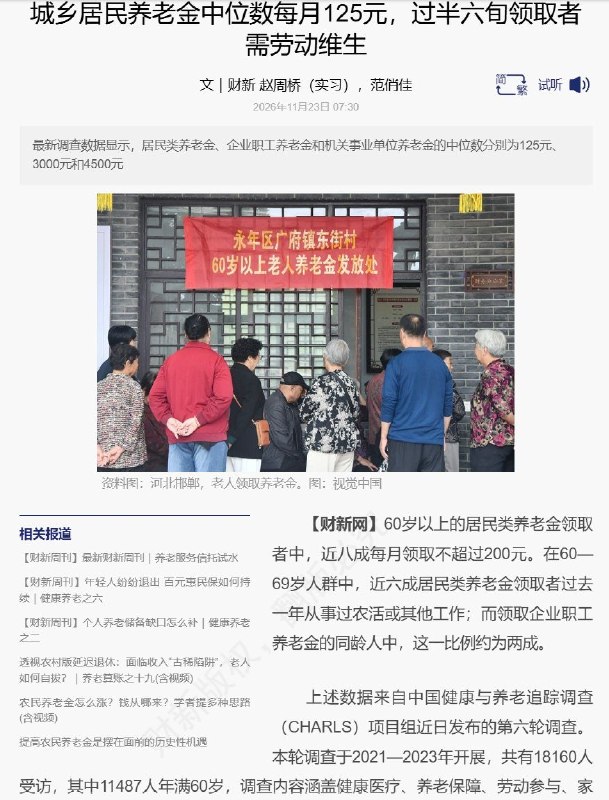 城乡居民养老金中位数每月125元，过半六旬领取者
需劳动维生
文｜财新 赵周桥（实习），范俏佳
简
繁
试听
2026年11月23日 07:30
最新调查数据显示，居民类养老金、企业职工养老金和机关事业单位养老金的中位数分别为125元、
3000元和4500元
永年区广府镇东街村
60岁以上老人养老金发放处
资料图：河北邯郸，老人领取养老金。图：视觉中国
相关报道
【财新周刊】最新财新周刊｜养老服务信托试水
【财新周刊】年轻人纷纷退出 百元惠民保如何持
续｜健康养老之六
【财新周刊】个人养老储备缺口怎么补｜健康养老
之二
透视农村版延迟退休：面临收入“古稀陷阱”，老人
如何自拔？｜养老算账之十九(含视频)
农民养老金怎么涨？钱从哪来？学者提多种思路
(含视频)
提高农民养老金是摆在面前的历史性机遇
【财新网】60岁以上的居民类养老金领取
者中，近八成每月领取不超过200元。在60—
69岁人群中，近六成居民类养老金领取者过去
一年从事过农活或其他工作；而领取企业职工
养老金的同龄人中，这一比例约为两成。
上述数据来自中国健康与养老追踪调查
（CHARLS）项目组近日发布的第六轮调查。
本轮调查于2021—2023年开展，共有18160人
受访，其中11487人年满60岁，调查内容涵盖健康医疗、养老保障、劳动参与、家